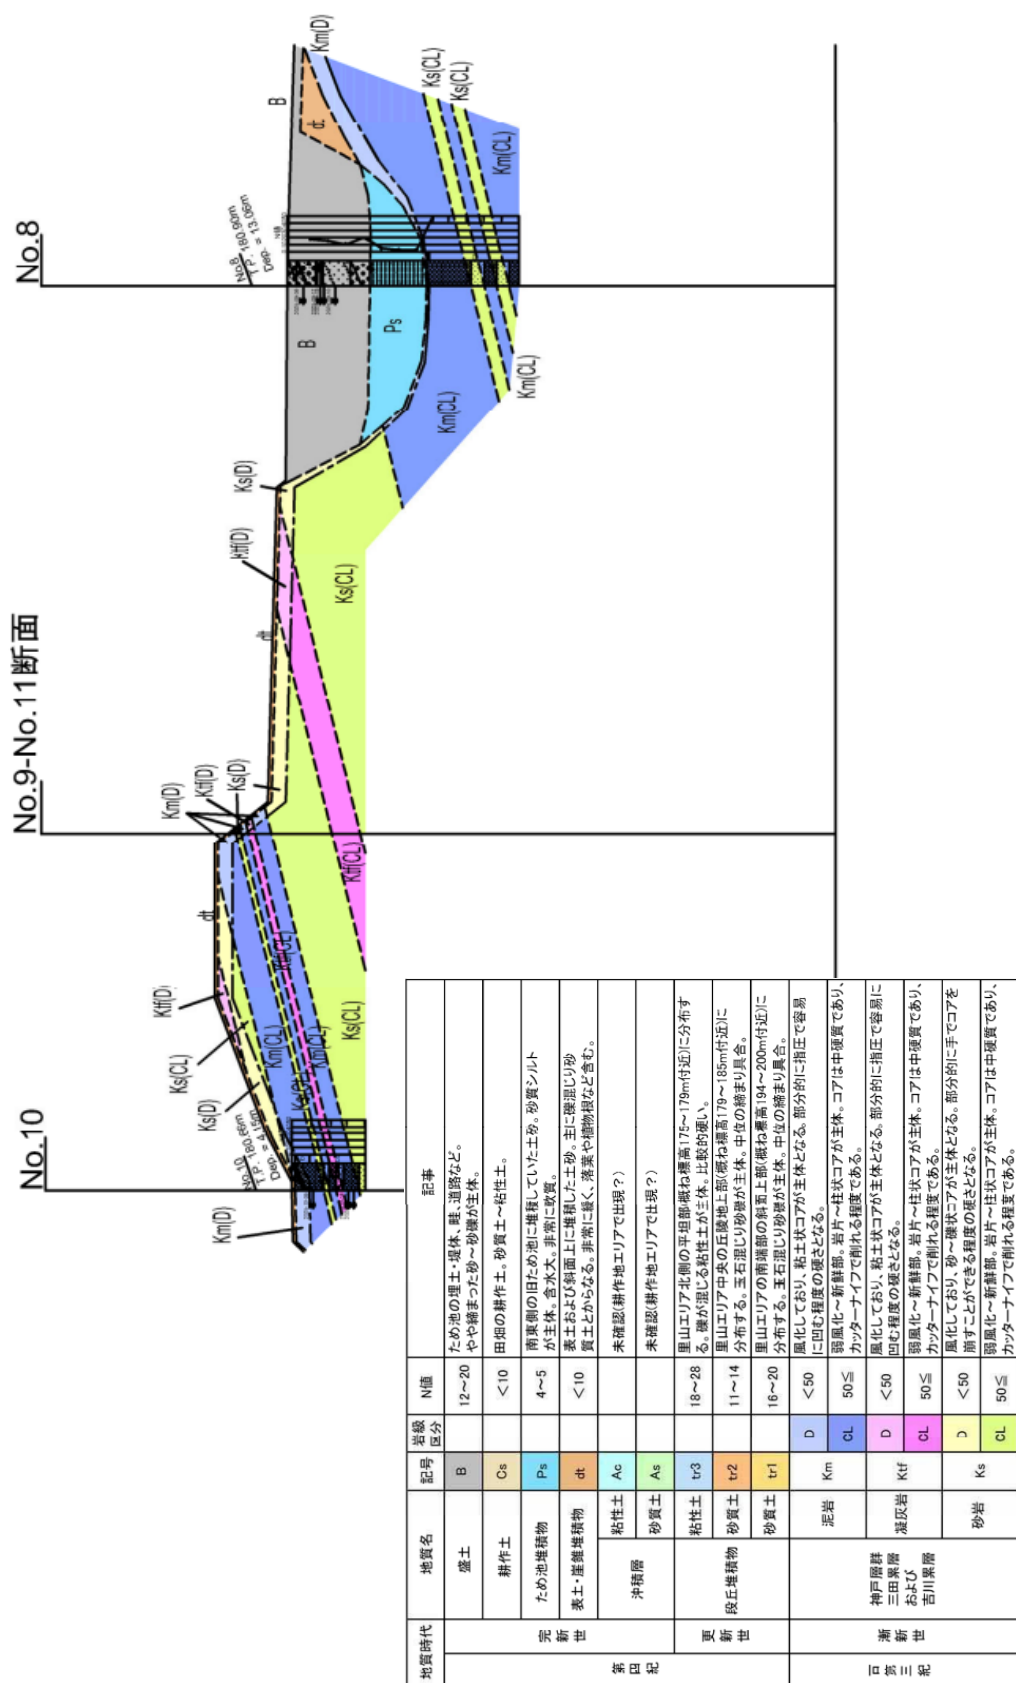 No.10
No.9-No.11断面
No.8
No.10
T.P. 180.66m
Dep. = 4.15m
No.8
T.P. 180.90m
Dep. = 13.06m
Km(D)
Ks(D)
Ks(CL)
Ktf(D)
dt
Km(D)
Ktf(D)
Ks(D)
Km(CL)
Km(CL)
Ks(CL)
Ks(CL)
Ktf(CL)
dt
Ktf(D)
Ks(D)
Ks(CL)
B
Ps
Km(CL)
Km(CL)
B
dt
Km(D)
Ks(CL)
Ks(CL)
Km(CL)
地質時代 地質名 記号 岩級区分 N値 記事
第四紀 完新世 盛土 B 12～20 ため池の埋土・堤体、畦、道路など。
やや締まった砂～砂礫が主体。
耕作土 Cs ＜10 田畑の耕作土。砂質土～粘性土。
ため池堆積物 Ps 4～5 南東側の旧ため池に堆積していた土砂。砂質シルト
が主体。含水大。非常に軟質。
表土・崖錐堆積物 dt ＜10 表土および斜面上に堆積した土砂。主に礫混じり砂
質土とからなる。非常に緩く、落葉や植物根など含む。
沖積層 粘性土 Ac 未確認(耕作地エリアで出現？)
砂質土 As 未確認(耕作地エリアで出現？)
更新世 段丘堆積物 粘性土 tr3 18～28 里山エリア北側の平坦部(概ね標高175～179m付近)に分布す
る。礫が混じる粘性土が主体。比較的硬い。
砂質土 tr2 11～14 里山エリア中央の丘陵地上部(概ね標高179～185m付近)に
分布する。玉石混じり砂礫が主体。中位の締まり具合。
砂質土 tr1 16～20 里山エリアの南端部の斜面上部(概ね標高194～200m付近)に
分布する。玉石混じり砂礫が主体。中位の締まり具合。
古第三紀 漸新世 神戸層群
三田累層
および
吉川累層
泥岩 Km D ＜50 風化しており、粘土状コアが主体となる。部分的に指圧で容易
に凹む程度の硬さとなる。
CL 50≦ 弱風化～新鮮部。岩片～柱状コアが主体。コアは中硬質であり、
カッターナイフで削れる程度である。
凝灰岩 Ktf D ＜50 風化しており、粘土状コアが主体となる。部分的に指圧で容易に
凹む程度の硬さとなる。
CL 50≦ 弱風化～新鮮部。岩片～柱状コアが主体。コアは中硬質であり、
カッターナイフで削れる程度である。
砂岩 Ks D ＜50 風化しており、砂～礫状コアが主体となる。部分的に手でコアを
崩すことができる程度の硬さとなる。
CL 50≦ 弱風化～新鮮部。岩片～柱状コアが主体。コアは中硬質であり、
カッターナイフで削れる程度である。